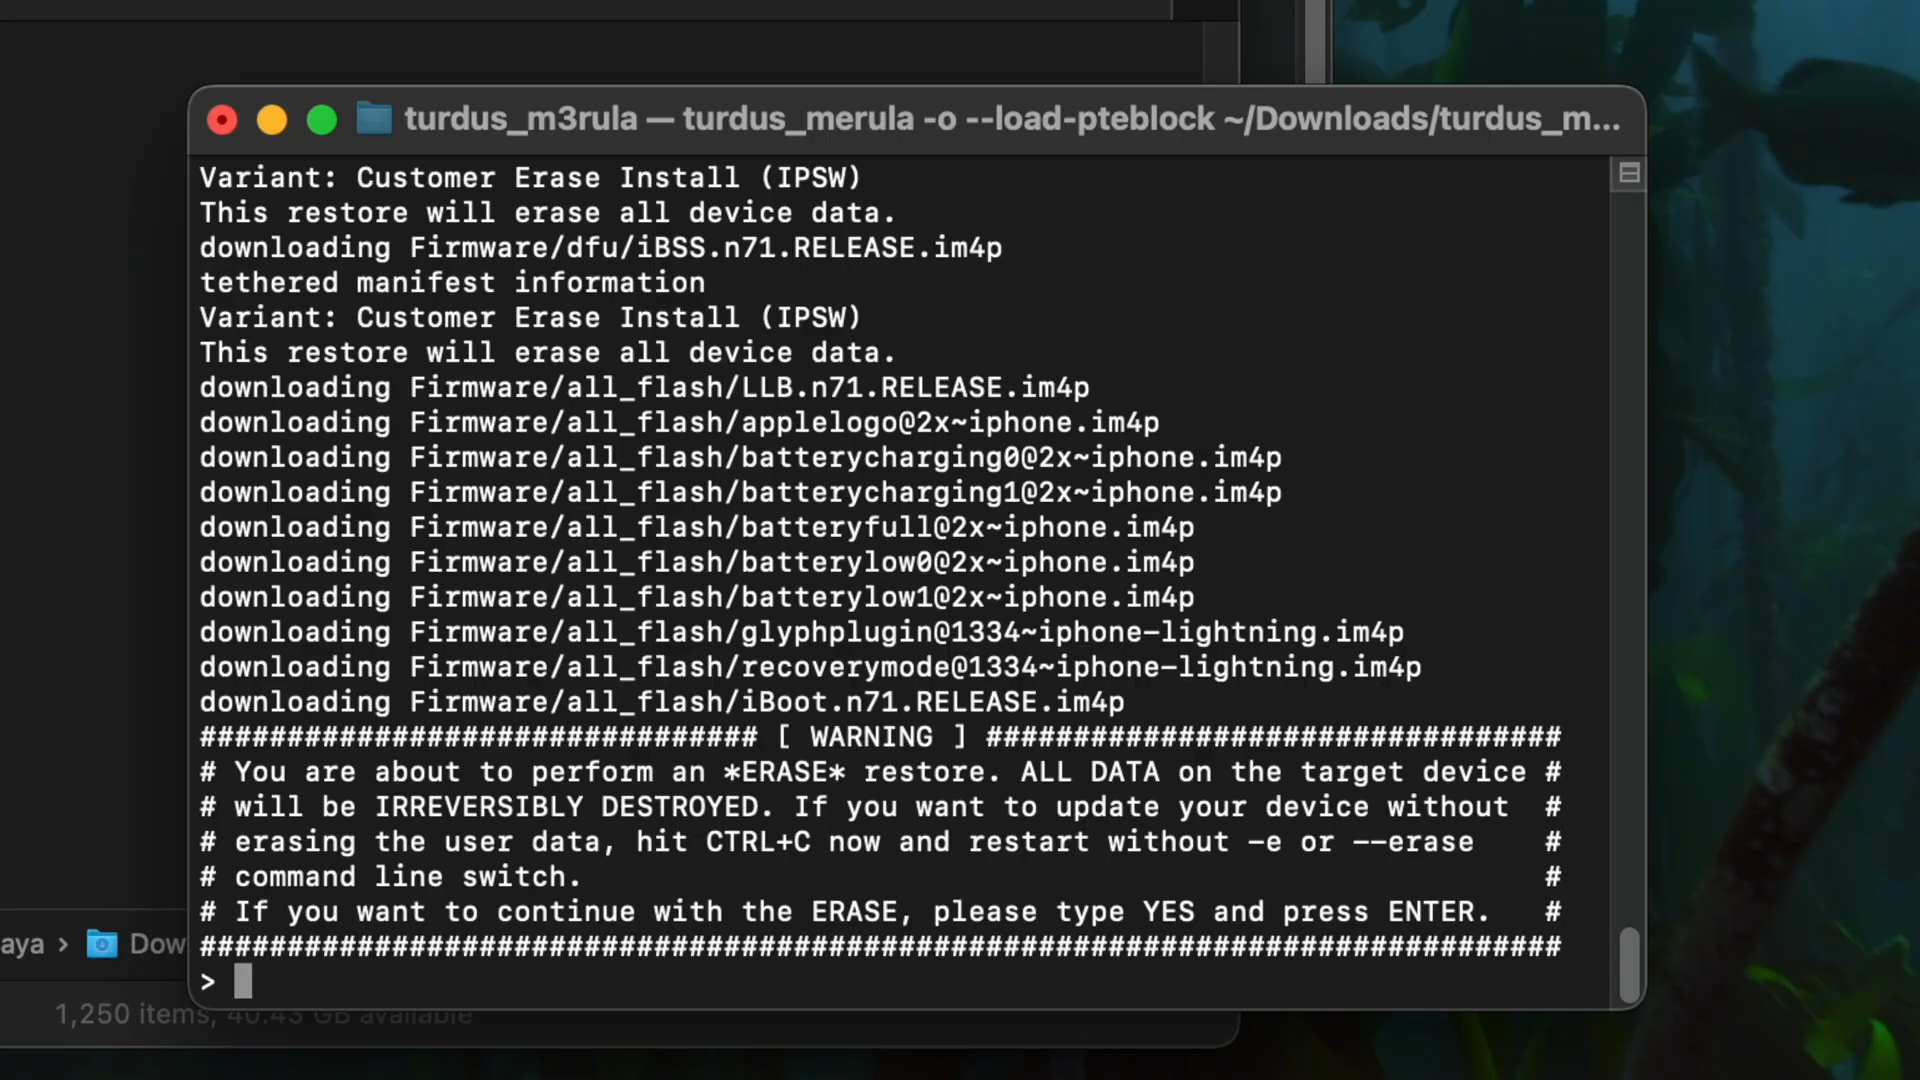 turdus_m3rula — turdus_merula -o --load-pteblock ~/Downloads/turdus_m...
Variant: Customer Erase Install (IPSW)
This restore will erase all device data.
downloading Firmware/dfu/iBSS.n71.RELEASE.im4p
tethered manifest information
Variant: Customer Erase Install (IPSW)
This restore will erase all device data.
downloading Firmware/all_flash/LLB.n71.RELEASE.im4p
downloading Firmware/all_flash/applelogo@2x~iphone.im4p
downloading Firmware/all_flash/batterycharging0@2x~iphone.im4p
downloading Firmware/all_flash/batterycharging1@2x~iphone.im4p
downloading Firmware/all_flash/batteryfull@2x~iphone.im4p
downloading Firmware/all_flash/batterylow0@2x~iphone.im4p
downloading Firmware/all_flash/batterylow1@2x~iphone.im4p
downloading Firmware/all_flash/glyphplugin@1334~iphone-lightning.im4p
downloading Firmware/all_flash/recoverymode@1334~iphone-lightning.im4p
downloading Firmware/all_flash/iBoot.n71.RELEASE.im4p
################################ [ WARNING ] #################################
# You are about to perform an *ERASE* restore. ALL DATA on the target device #
# will be IRREVERSIBLY DESTROYED. If you want to update your device without  #
# erasing the user data, hit CTRL+C now and restart without -e or --erase    #
# command line switch.                                                       #
# If you want to continue with the ERASE, please type YES and press ENTER.   #
##############################################################################
>
aya › Dow
1,250 items, 40.43 GB available